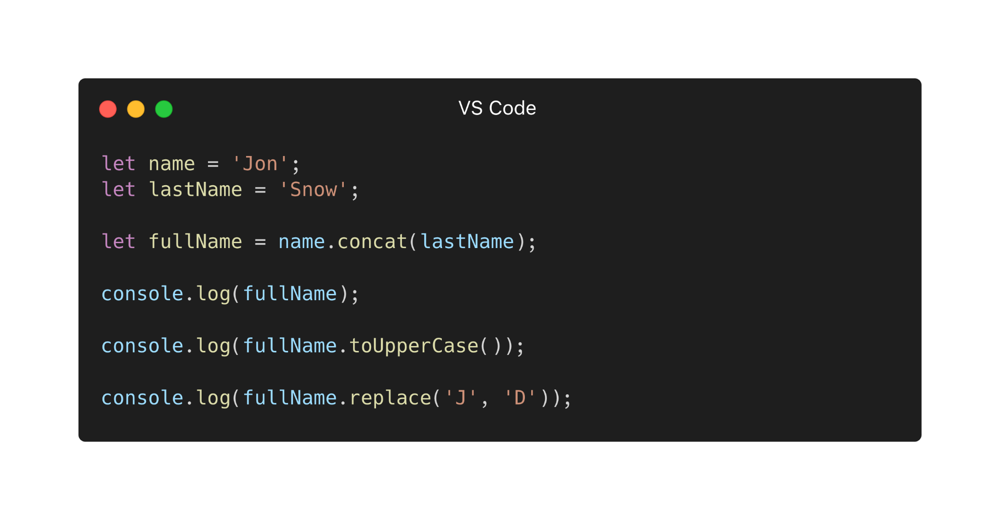 VS Code
let name = 'Jon';
let lastName = 'Snow';
let fullName = name.concat(lastName);
console.log(fullName);
console.log(fullName.toUpperCase());
console.log(fullName.replace('J', 'D'));